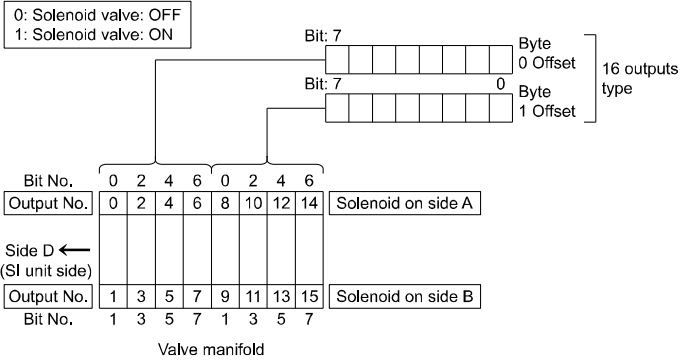 0: Solenoid valve: OFF
1: Solenoid valve: ON
Bit: 7
Byte
0 Offset
Bit: 7 0
Byte
1 Offset
16 outputs
type
Bit No. 0 2 4 6 0 2 4 6
Output No. 0 2 4 6 8 10 12 14 Solenoid on side A
Side D
(SI unit side)
Output No. 1 3 5 7 9 11 13 15 Solenoid on side B
Bit No. 1 3 5 7 1 3 5 7
Valve manifold